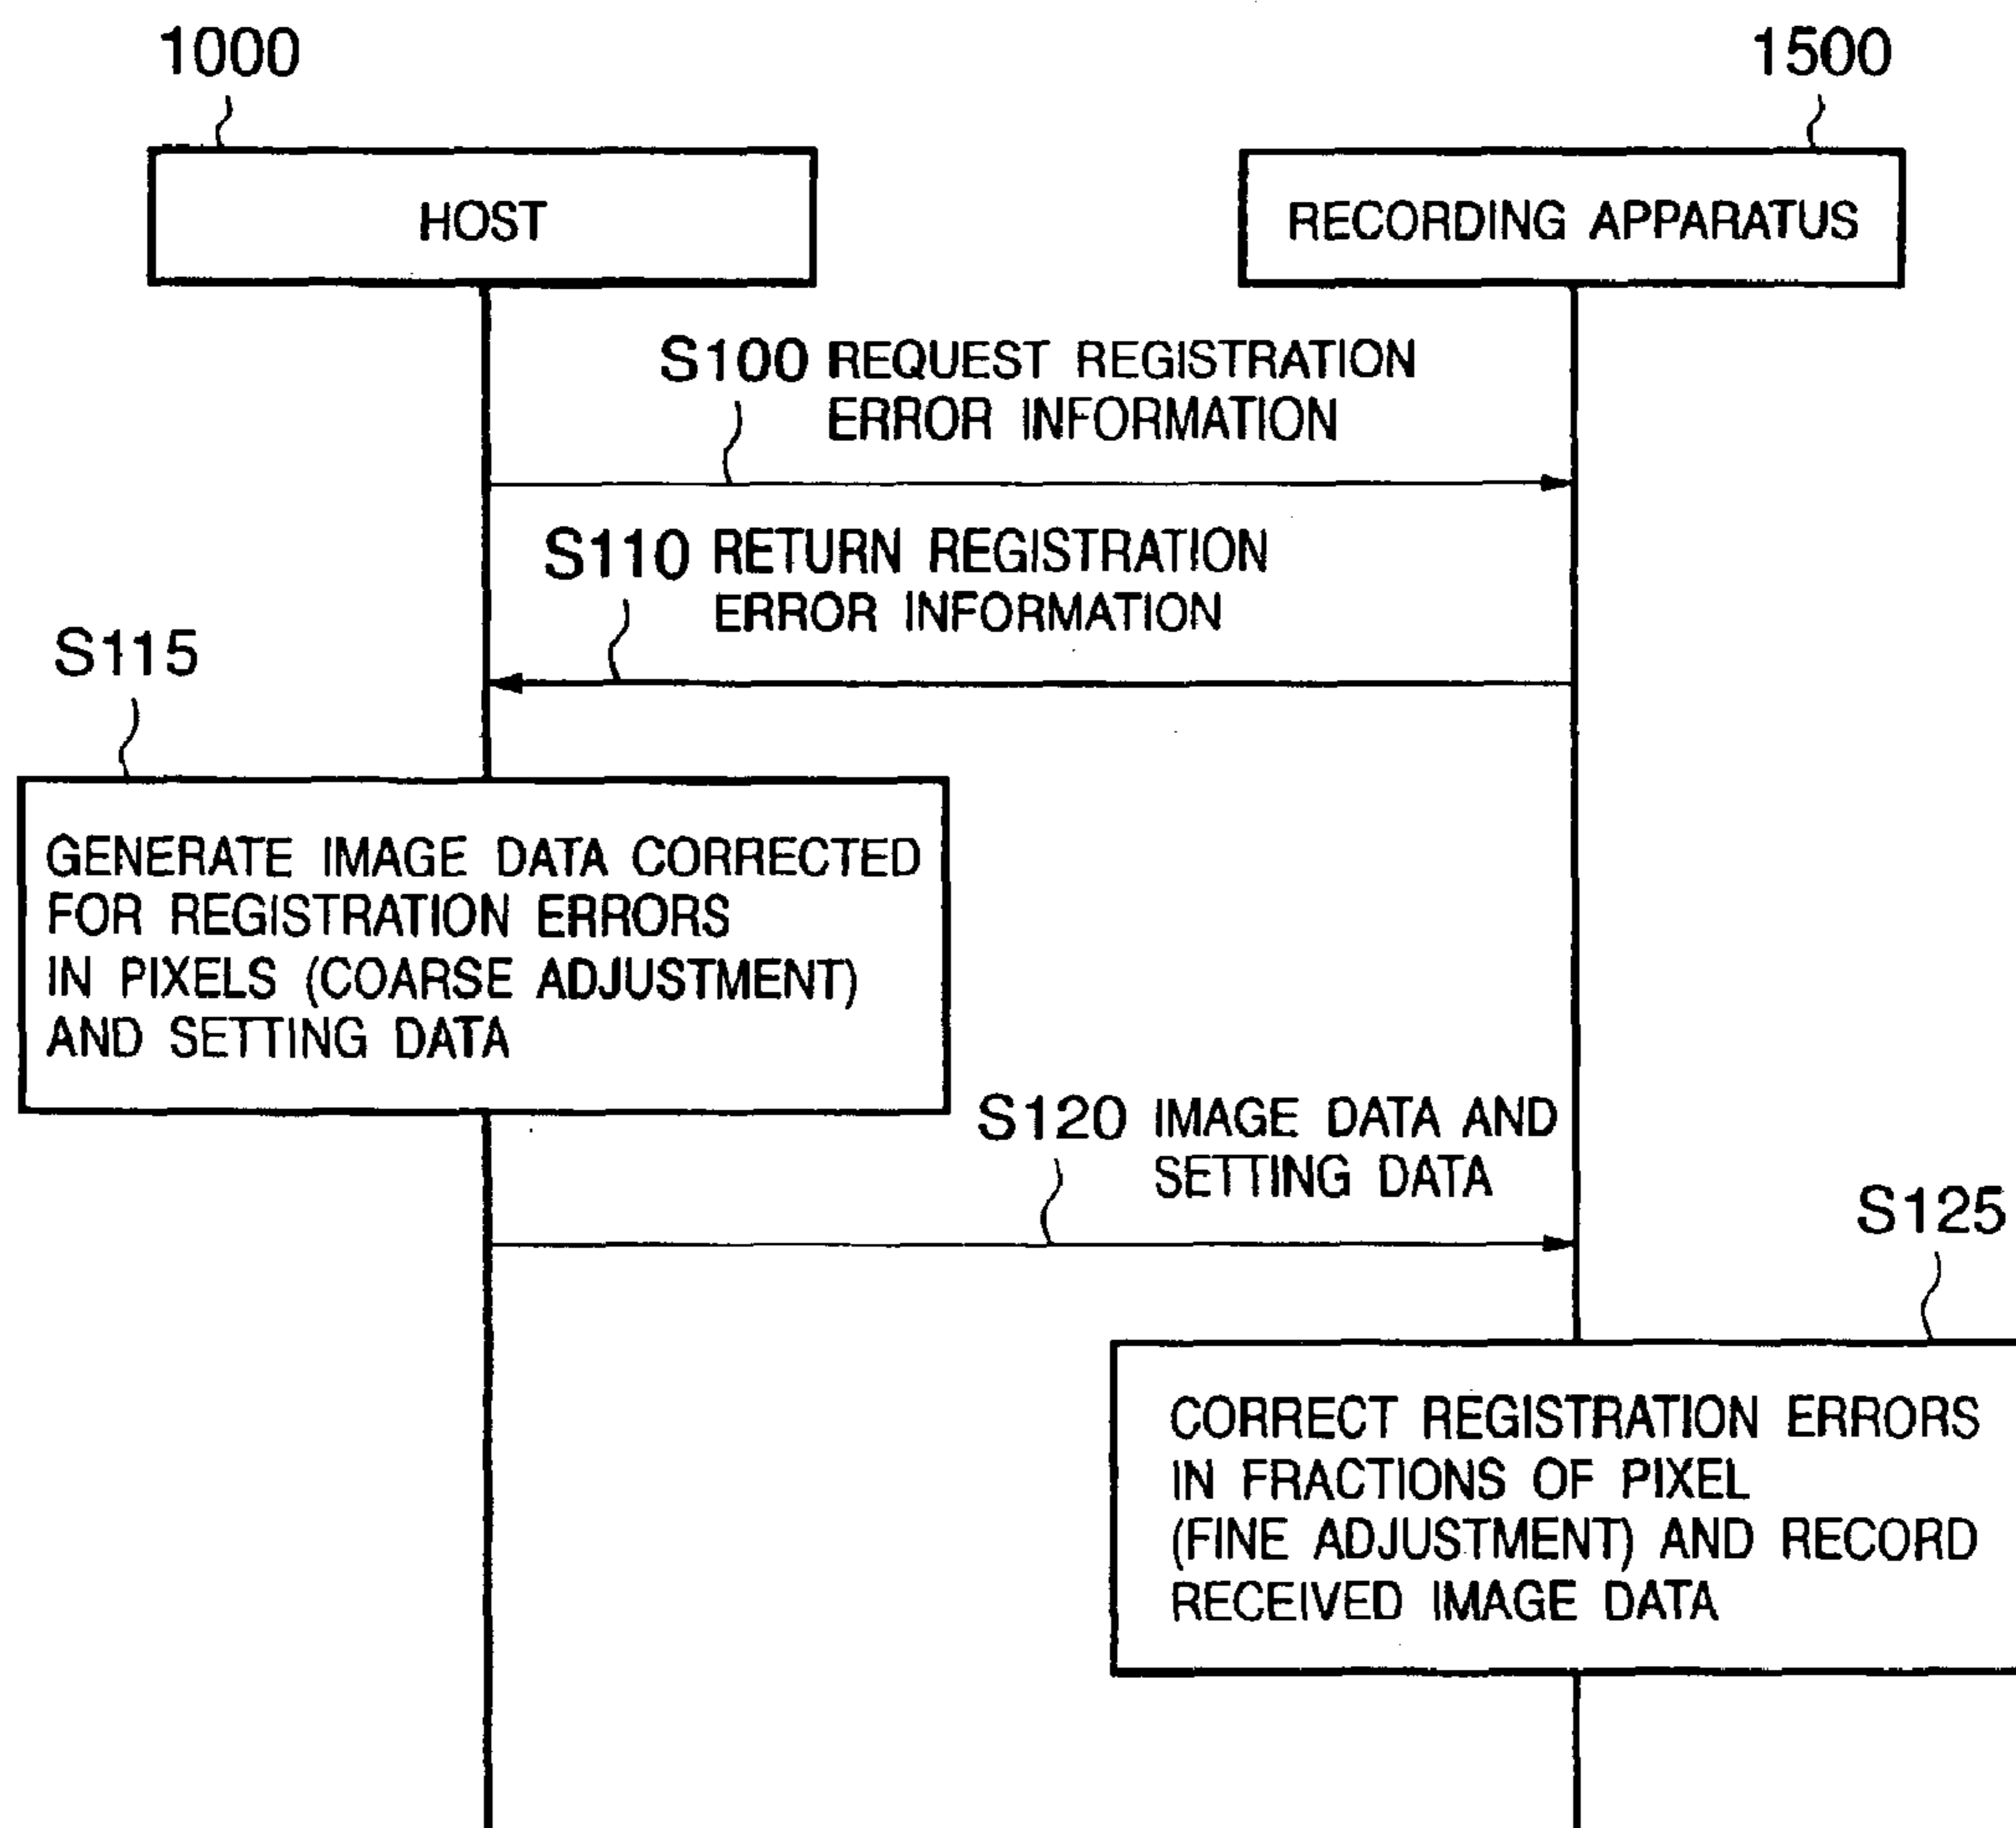 1000
1500
HOST
RECORDING APPARATUS
S100 REQUEST REGISTRATION
ERROR INFORMATION
S110 RETURN REGISTRATION
ERROR INFORMATION
S115
GENERATE IMAGE DATA CORRECTED
FOR REGISTRATION ERRORS
IN PIXELS (COARSE ADJUSTMENT)
AND SETTING DATA
S120 IMAGE DATA AND
SETTING DATA
S125
CORRECT REGISTRATION ERRORS
IN FRACTIONS OF PIXEL
(FINE ADJUSTMENT) AND RECORD
RECEIVED IMAGE DATA